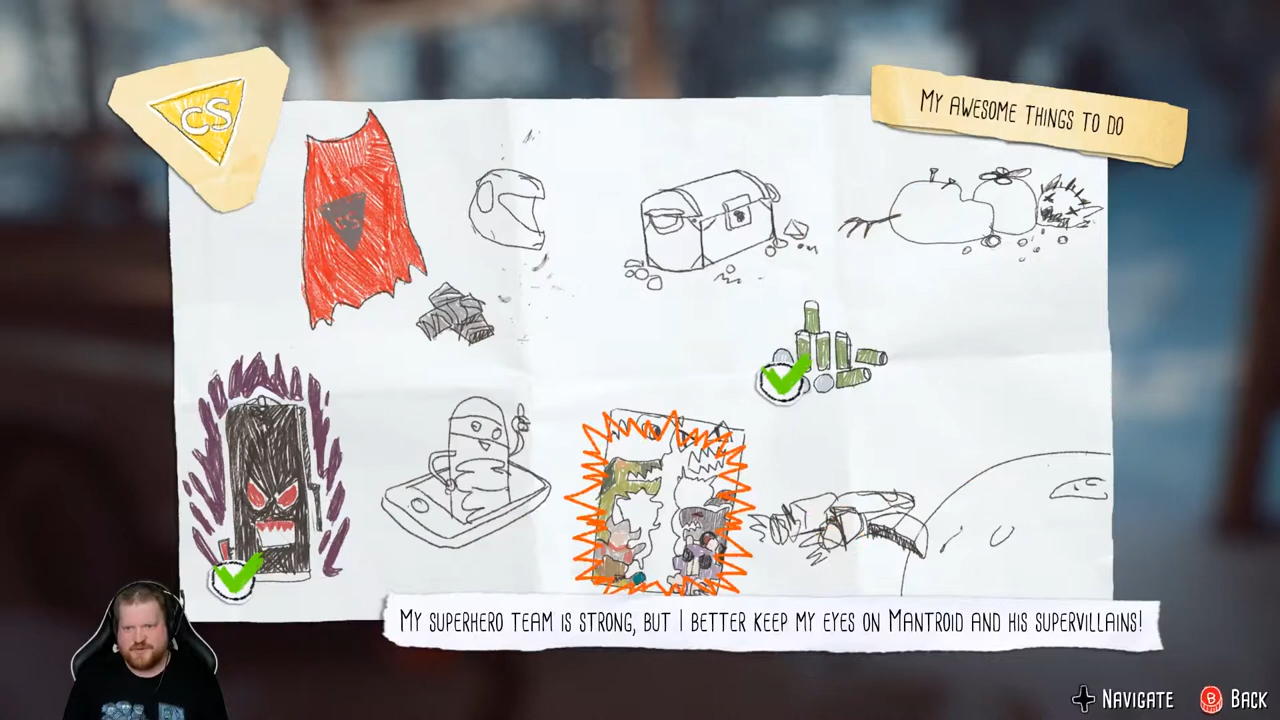 CS
MY AWESOME THINGS TO DO
CS
MY SUPERHERO TEAM IS STRONG, BUT I BETTER KEEP MY EYES ON MANTROID AND HIS SUPERVILLAINS!
NAVIGATE
B BACK